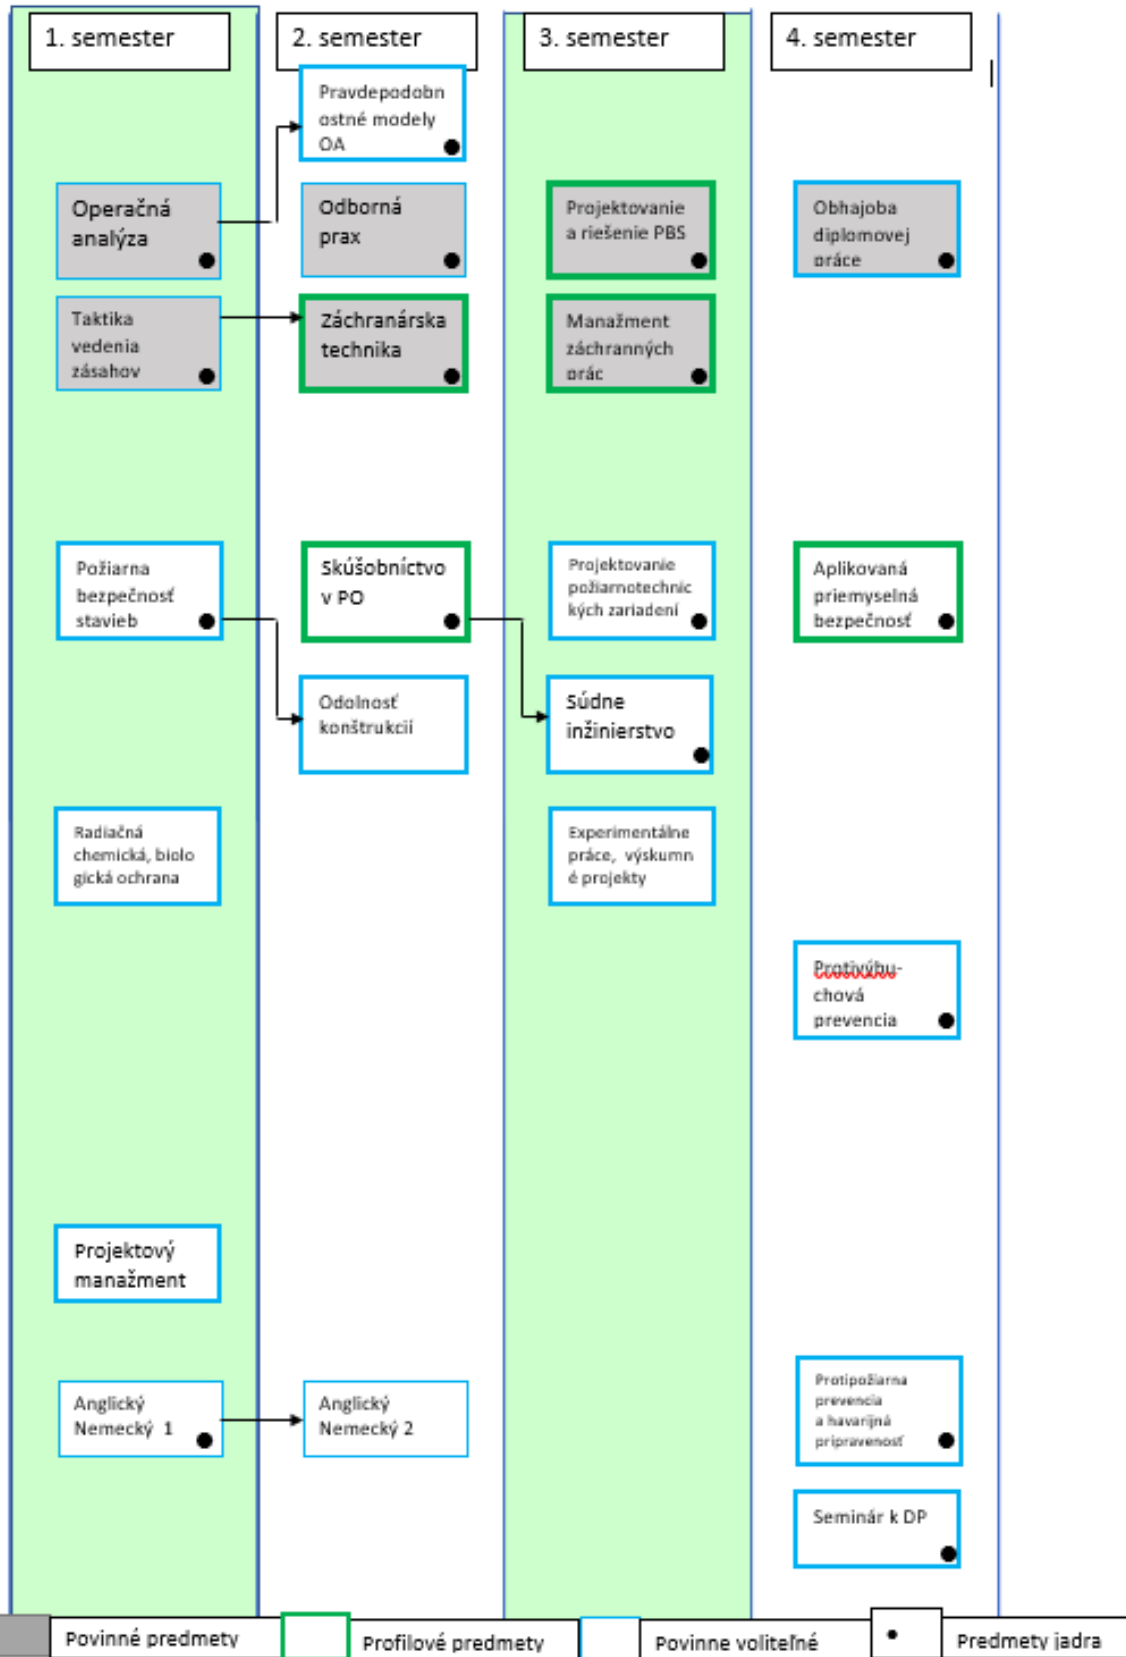 1. semester
2. semester
3. semester
4. semester
Pravdepodobn
ostné modely
OA
Operačná
analýza
Odborná
prax
Projektovanie
a riešenie PBS
Obhajoba
diplomovej
práce
Taktika
vedenia
zásahov
Záchranárska
technika
Manažment
záchranných
prác
Požiarna
bezpečnosť
stavieb
Skúšobníctvo
v PO
Projektovanie
požiarnotechnic
kých zariadení
Aplikovaná
priemyselná
bezpečnosť
Odolnosť
konštrukcií
Súdne
inžinierstvo
Radiačná
chemická, biolo
gická ochrana
Experimentálne
práce, výskumn
é projekty
Protivýbu-
chová
prevencia
Projektový
manažment
Anglický
Nemecký 1
Anglický
Nemecký 2
Protipožiarna
prevencia
a havarijná
pripravenosť
Seminár k DP
Povinné predmety
Profilové predmety
Povinne voliteľné
Predmety jadra